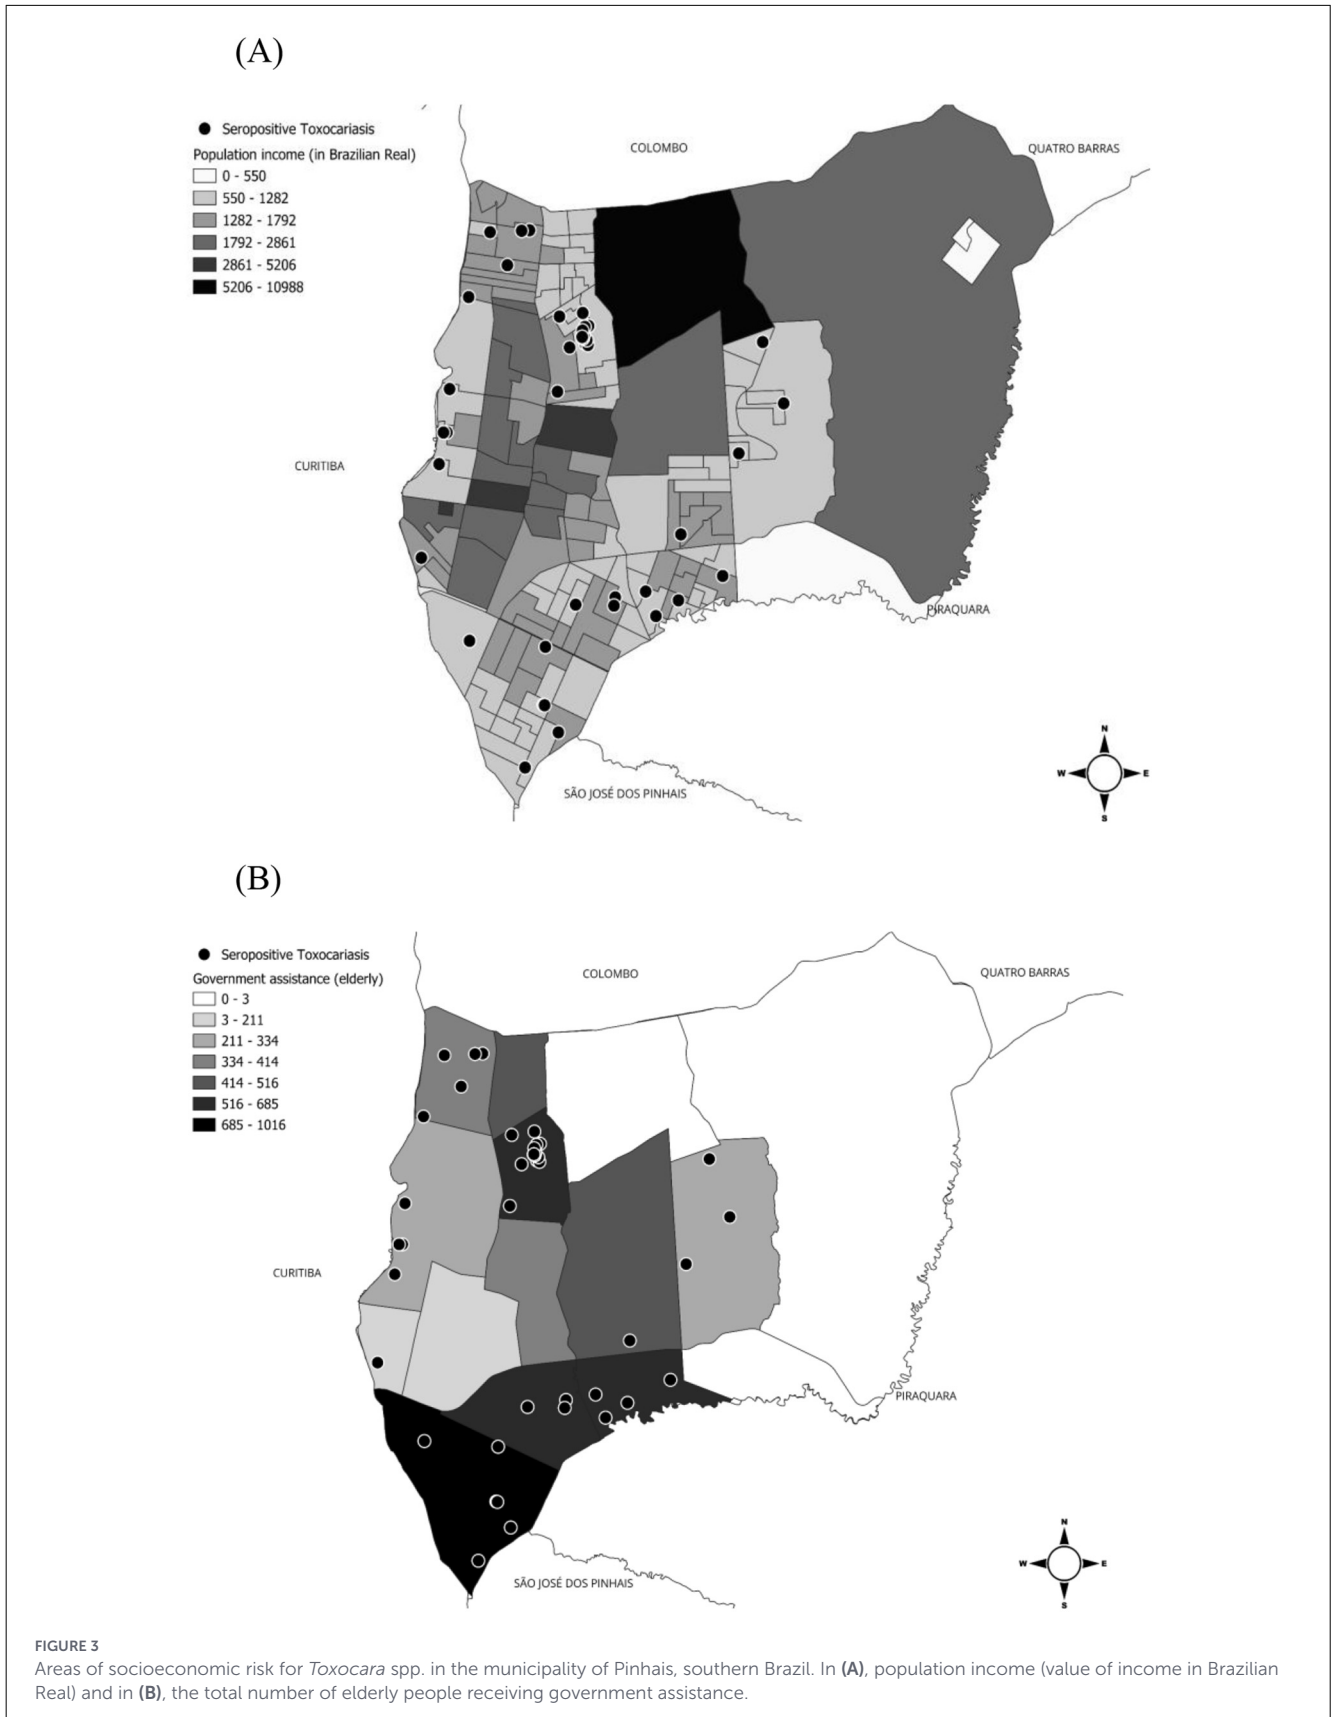 (A)
Seropositive Toxocariasis
Population income (in Brazilian Real)
0 - 550
550 - 1282
1282 - 1792
1792 - 2861
2861 - 5206
5206 - 10988
COLOMBO
QUATRO BARRAS
CURITIBA
PIRAQUARA
SÃO JOSÉ DOS PINHAIS
N
W E
S
(B)
Seropositive Toxocariasis
Government assistance (elderly)
0 - 3
3 - 211
211 - 334
334 - 414
414 - 516
516 - 685
685 - 1016
COLOMBO
QUATRO BARRAS
CURITIBA
PIRAQUARA
SÃO JOSÉ DOS PINHAIS
N
W E
S
FIGURE 3
Areas of socioeconomic risk for Toxocara spp. in the municipality of Pinhais, southern Brazil. In (A), population income (value of income in Brazilian
Real) and in (B), the total number of elderly people receiving government assistance.